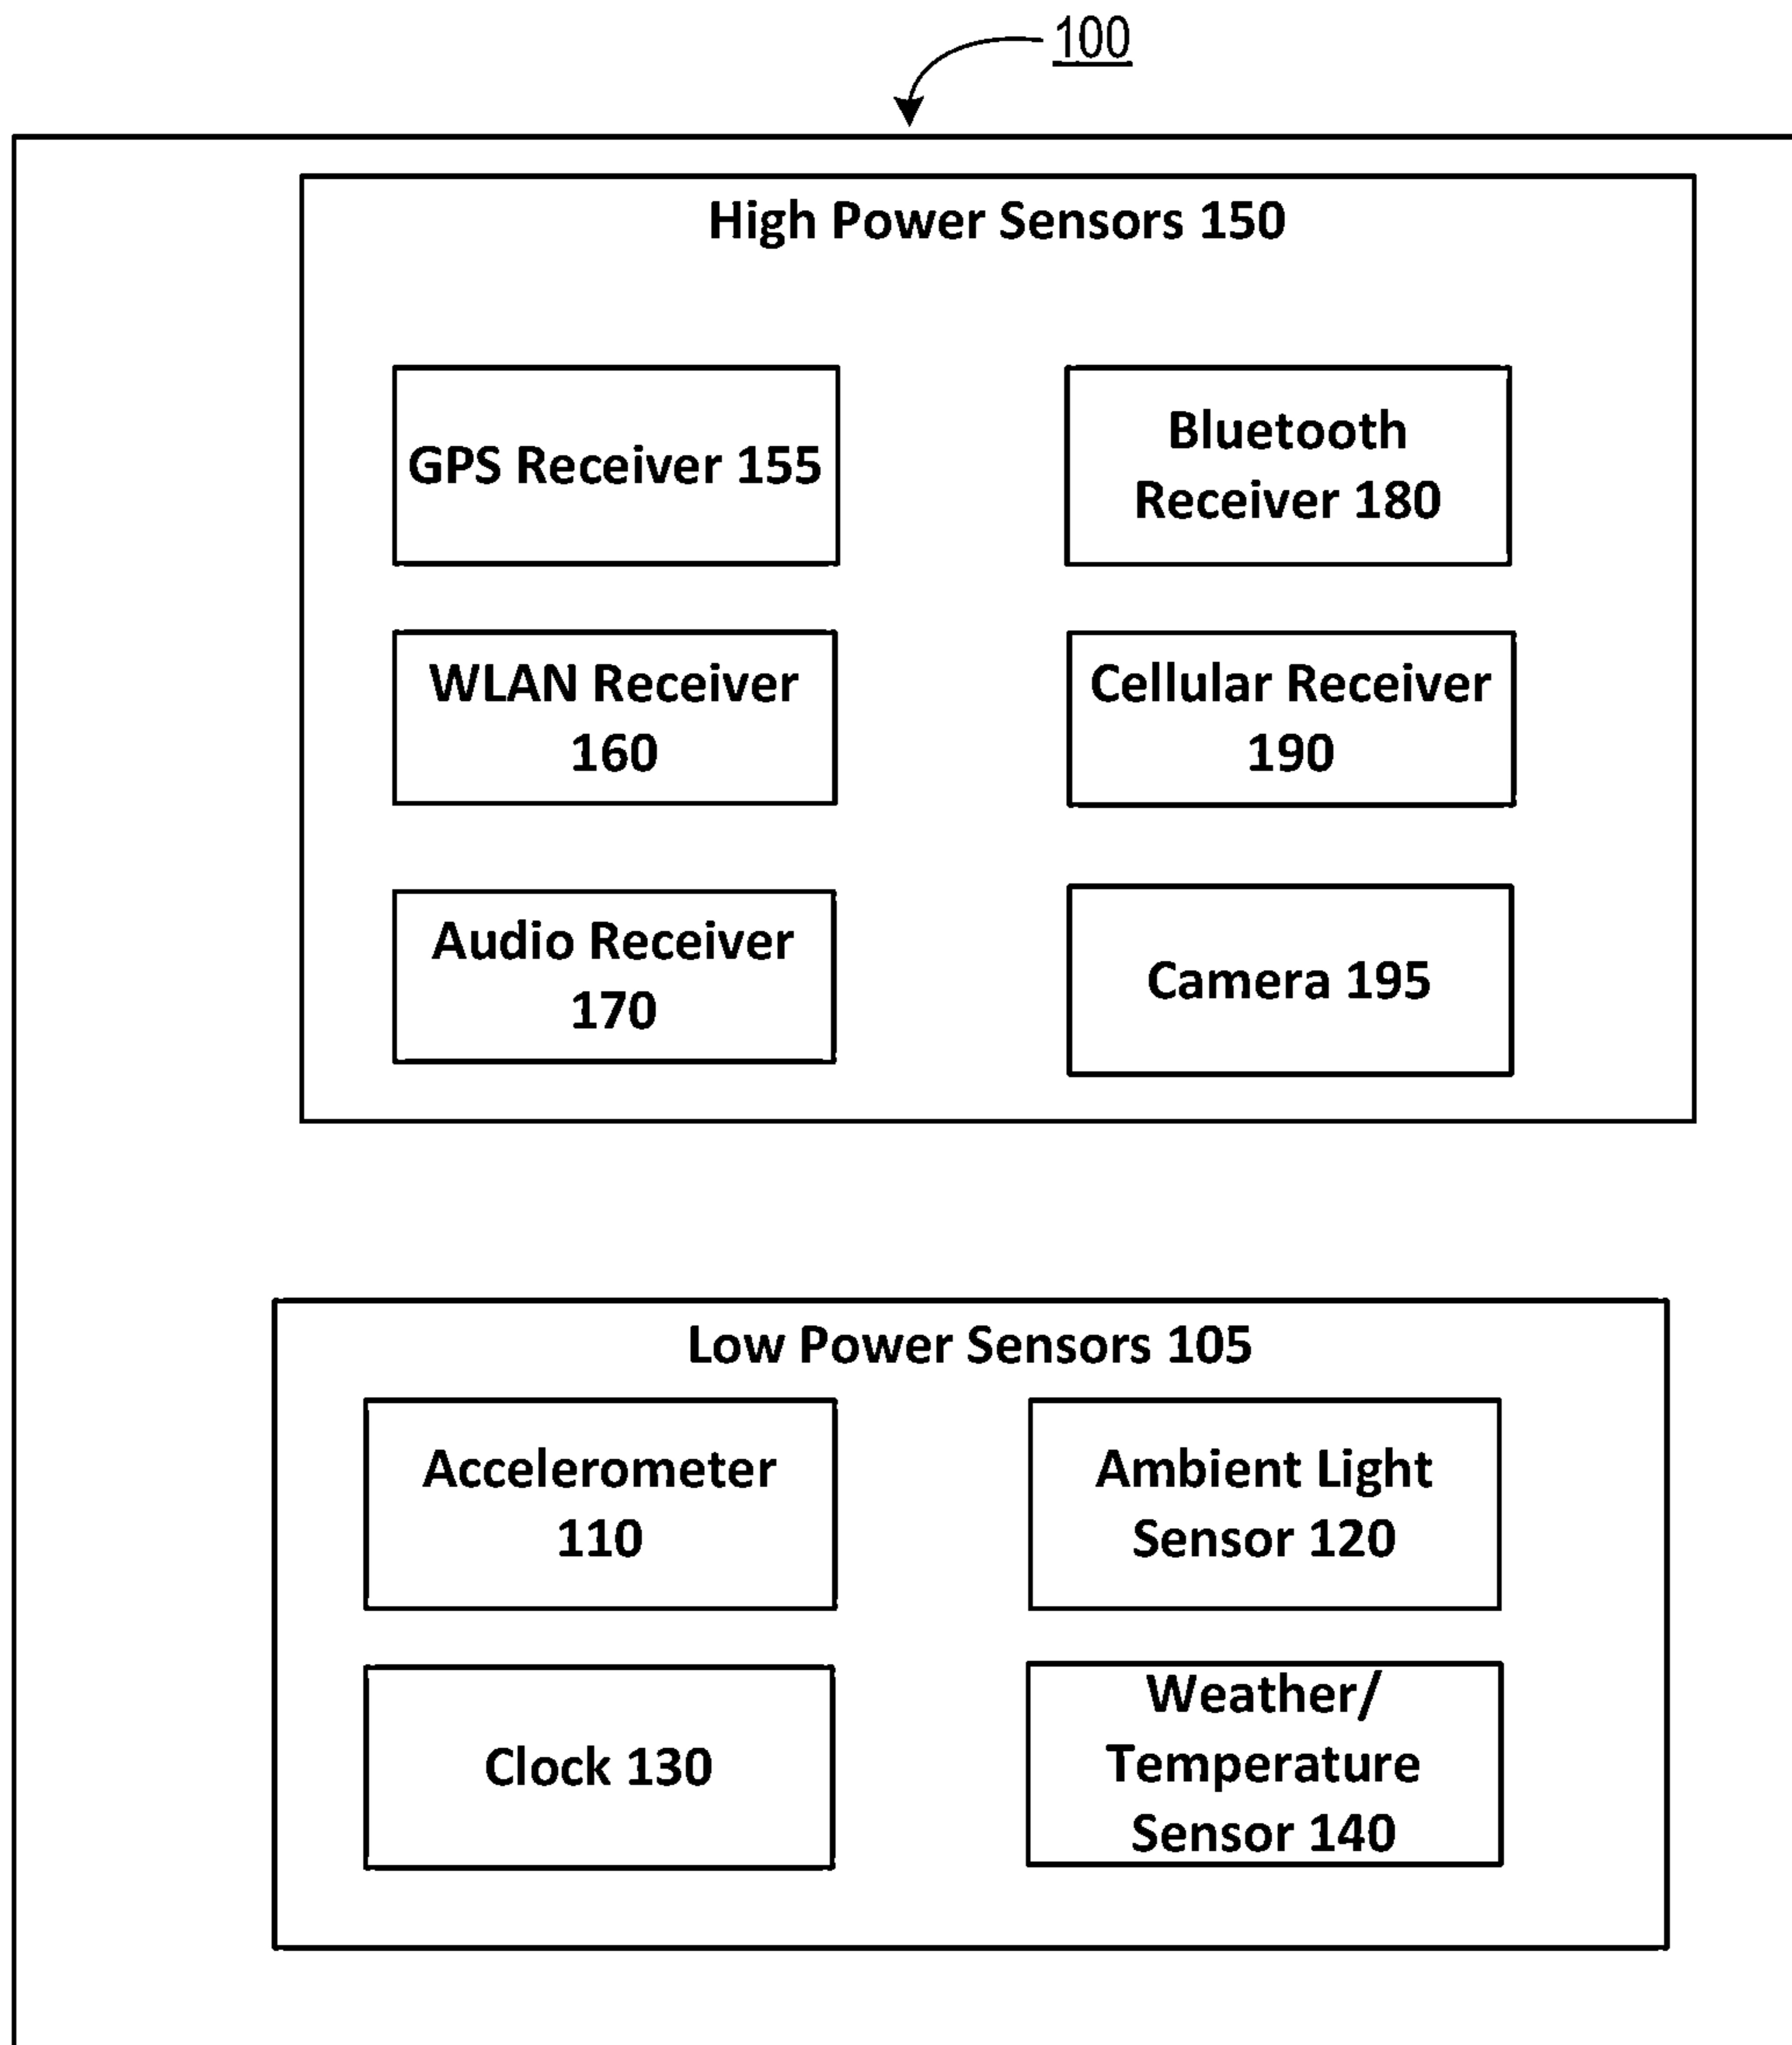 100
High Power Sensors 150
GPS Receiver 155
Bluetooth
Receiver 180
WLAN Receiver
160
Cellular Receiver
190
Audio Receiver
170
Camera 195
Low Power Sensors 105
Accelerometer
110
Ambient Light
Sensor 120
Clock 130
Weather/
Temperature
Sensor 140